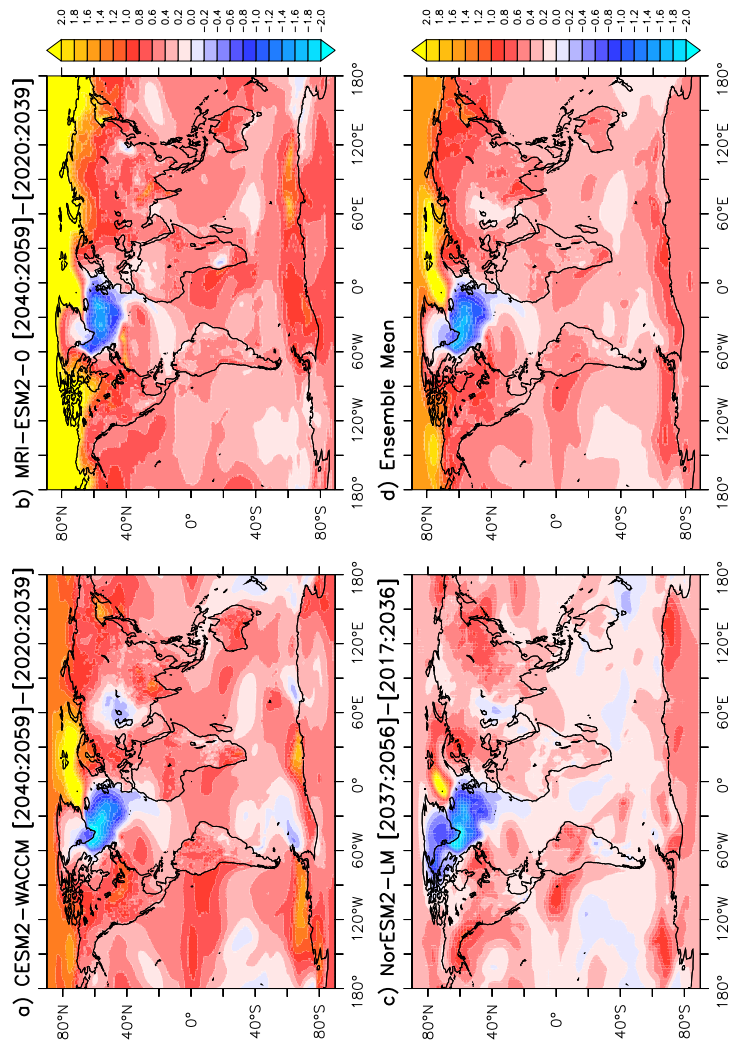 a) CESM2-WACCM [2040:2059]-[2020:2039]
80°N
40°N
0°
40°S
80°S
180° 120°W 60°W 0° 60°E 120°E 180°
b) MRI-ESM2-0 [2040:2059]-[2020:2039]
80°N
40°N
0°
40°S
80°S
180° 120°W 60°W 0° 60°E 120°E 180°
2.0
1.8
1.6
1.4
1.2
1.0
0.8
0.6
0.4
0.2
0.0
-0.2
-0.4
-0.6
-0.8
-1.0
-1.2
-1.4
-1.6
-1.8
-2.0
c) NorESM2-LM [2037:2056]-[2017:2036]
80°N
40°N
0°
40°S
80°S
180° 120°W 60°W 0° 60°E 120°E 180°
d) Ensemble Mean
80°N
40°N
0°
40°S
80°S
180° 120°W 60°W 0° 60°E 120°E 180°
2.0
1.8
1.6
1.4
1.2
1.0
0.8
0.6
0.4
0.2
0.0
-0.2
-0.4
-0.6
-0.8
-1.0
-1.2
-1.4
-1.6
-1.8
-2.0